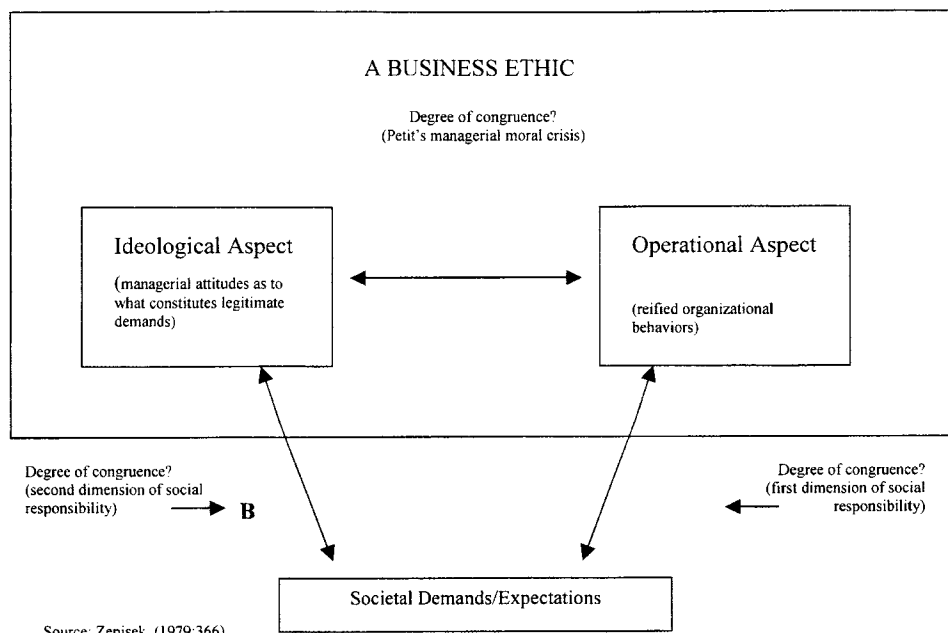 A BUSINESS ETHIC
Degree of congruence?
(Petit's managerial moral crisis)
Ideological Aspect
(managerial attitudes as to
what constitutes legitimate
demands)
Operational Aspect
(reified organizational
behaviors)
Degree of congruence?
(second dimension of social
responsibility)
B
Degree of congruence?
(first dimension of social
responsibility)
Societal Demands/Expectations
Source: Zenisek, (1979:366)